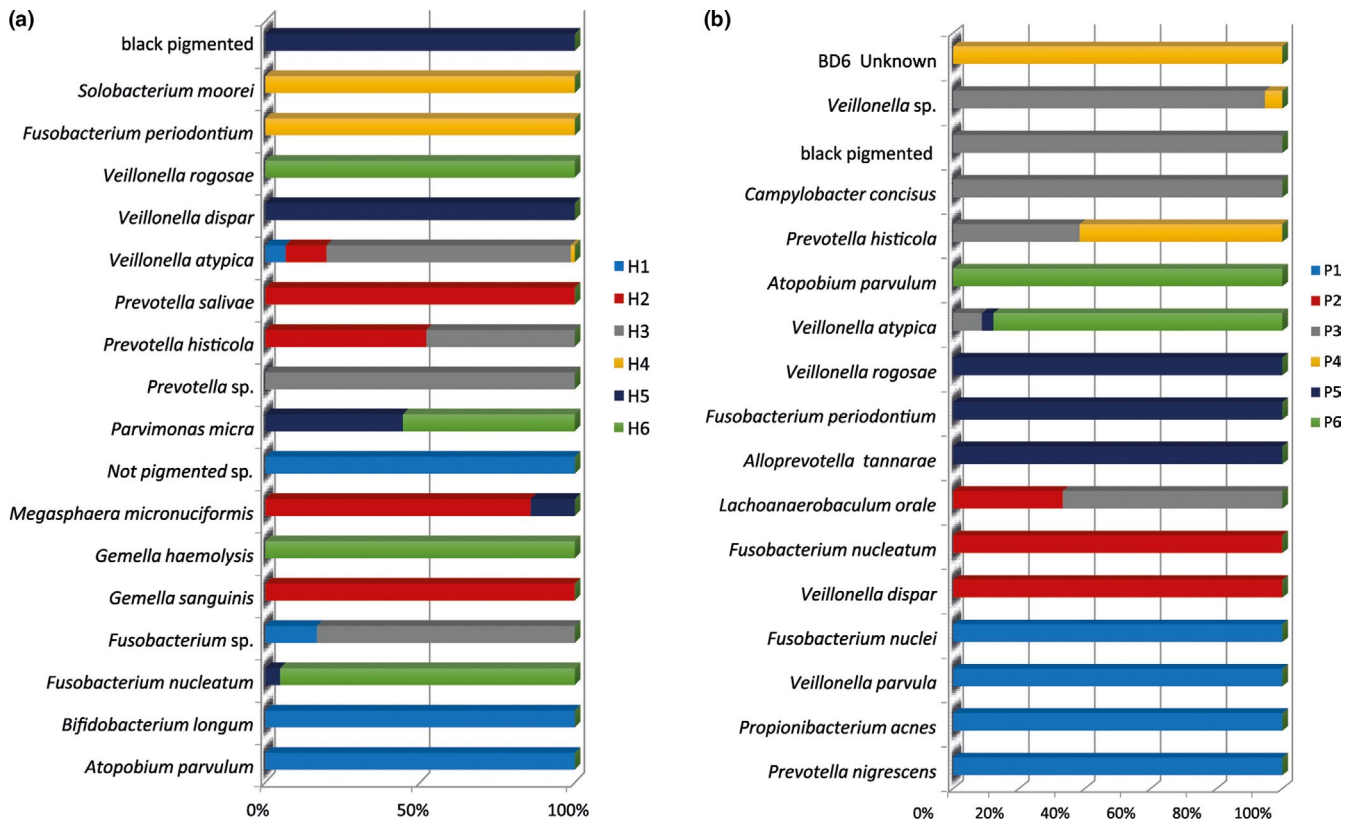 (a)
black pigmented
Solobacterium moorei
Fusobacterium periodontium
Veillonella rogosae
Veillonella dispar
Veillonella atypica
Prevotella salivae
Prevotella histicola
Prevotella sp.
Parvimonas micra
Not pigmented sp.
Megasphaera micronuciformis
Gemella haemolysis
Gemella sanguinis
Fusobacterium sp.
Fusobacterium nucleatum
Bifidobacterium longum
Atopobium parvulum
0% 50% 100%
H1
H2
H3
H4
H5
H6
(b)
BD6 Unknown
Veillonella sp.
black pigmented
Campylobacter concisus
Prevotella histicola
Atopobium parvulum
Veillonella atypica
Veillonella rogosae
Fusobacterium periodontium
Alloprevotella tannarae
Lachoanaerobaculum orale
Fusobacterium nucleatum
Veillonella dispar
Fusobacterium nuclei
Veillonella parvula
Propionibacterium acnes
Prevotella nigrescens
0% 20% 40% 60% 80% 100%
P1
P2
P3
P4
P5
P6